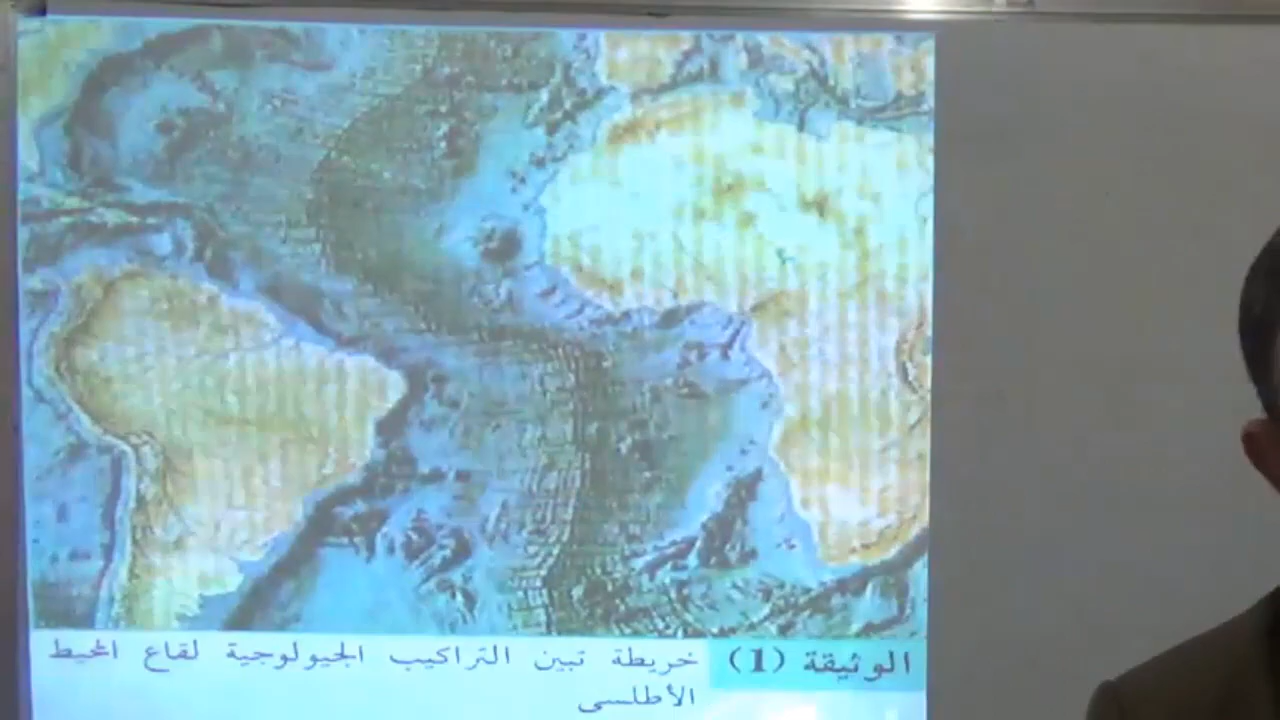 الوثيقة (1) خريطة تبين التراكيب الجيولوجية لقاع المحيط
الأطلسي